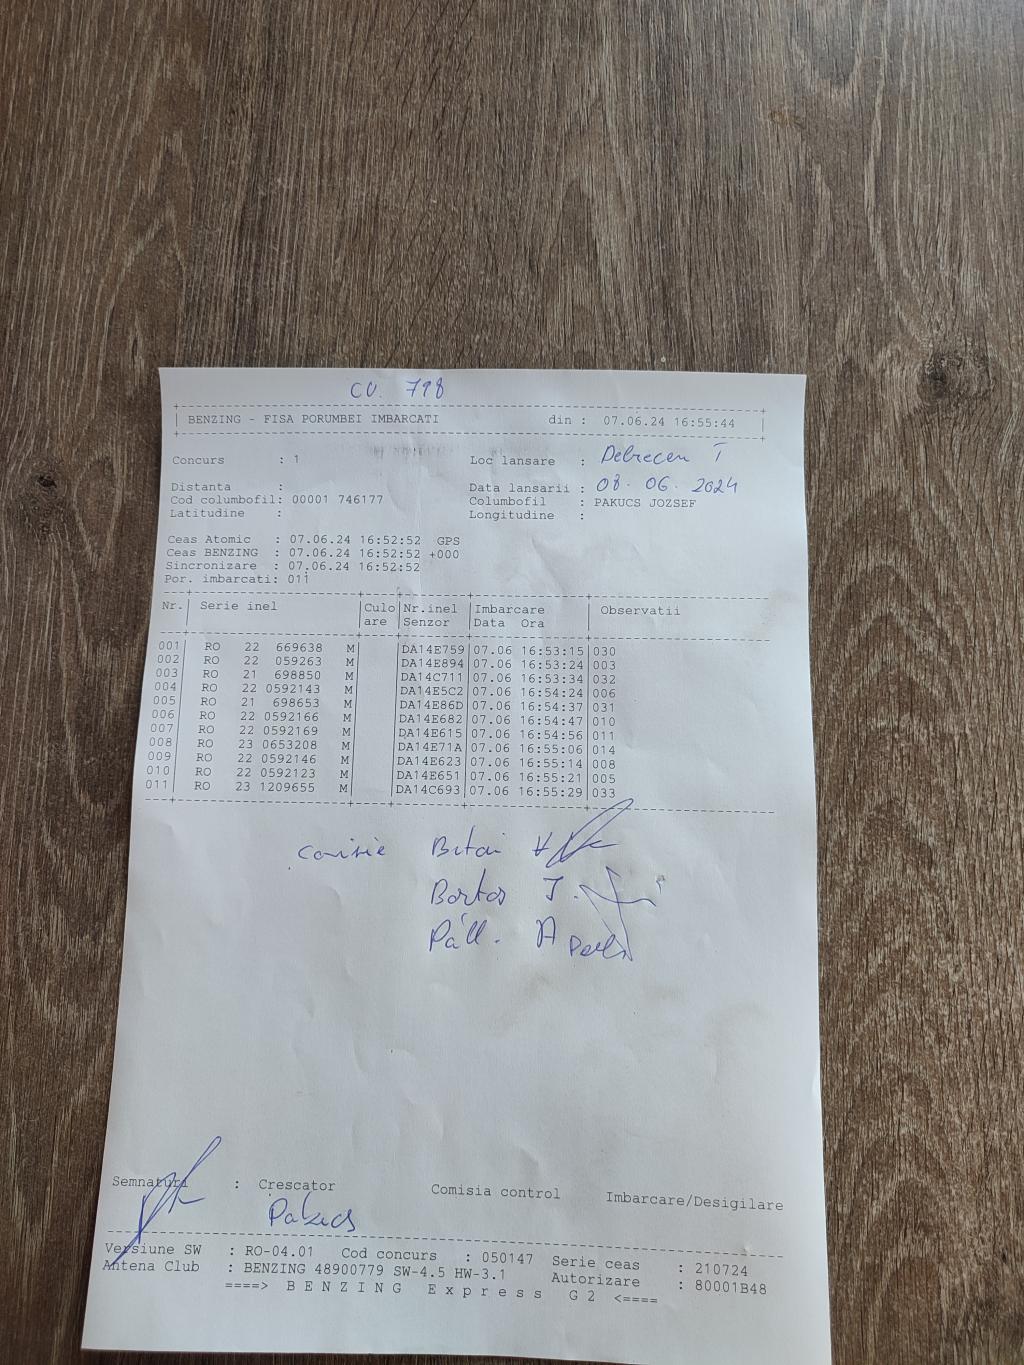 CU. 798
BENZING - FISA PORUMBEI IMBARCATI din : 07.06.24 16:55:44
Concurs : 1 Loc lansare : Debrecen I
Distanta : Data lansarii : 08. 06. 2024
Cod columbofil: 00001 746177 Columbofil : PAKUCS JOZSEF
Latitudine : Longitudine :
Ceas Atomic : 07.06.24 16:52:52 GPS
Ceas BENZING : 07.06.24 16:52:52 +000
Sincronizare : 07.06.24 16:52:52
Por. imbarcati: 011
Nr. Serie inel Culo Nr.inel Imbarcare Observatii
are Senzor Data Ora
001 RO 22 669638 M DA14E759 07.06 16:53:15 030
002 RO 22 059263 M DA14E894 07.06 16:53:24 003
003 RO 21 698850 M DA14C711 07.06 16:53:34 032
004 RO 22 0592143 M DA14E5C2 07.06 16:54:24 006
005 RO 21 698653 M DA14E86D 07.06 16:54:37 031
006 RO 22 0592166 M DA14E682 07.06 16:54:47 010
007 RO 22 0592169 M DA14E615 07.06 16:54:56 011
008 RO 23 0653208 M DA14E71A 07.06 16:55:06 014
009 RO 22 0592146 M DA14E623 07.06 16:55:14 008
010 RO 22 0592123 M DA14E651 07.06 16:55:21 005
011 RO 23 1209655 M DA14C693 07.06 16:55:29 033
Bartos J.
Páll. A
Semnaturi : Crescator Comisia control Imbarcare/Desigilare
Pakucs
Versiune SW : RO-04.01 Cod concurs : 050147 Serie ceas : 210724
Antena Club : BENZING 48900779 SW-4.5 HW-3.1 Autorizare : 80001B48
====> B E N Z I N G E x p r e s s G 2 <====